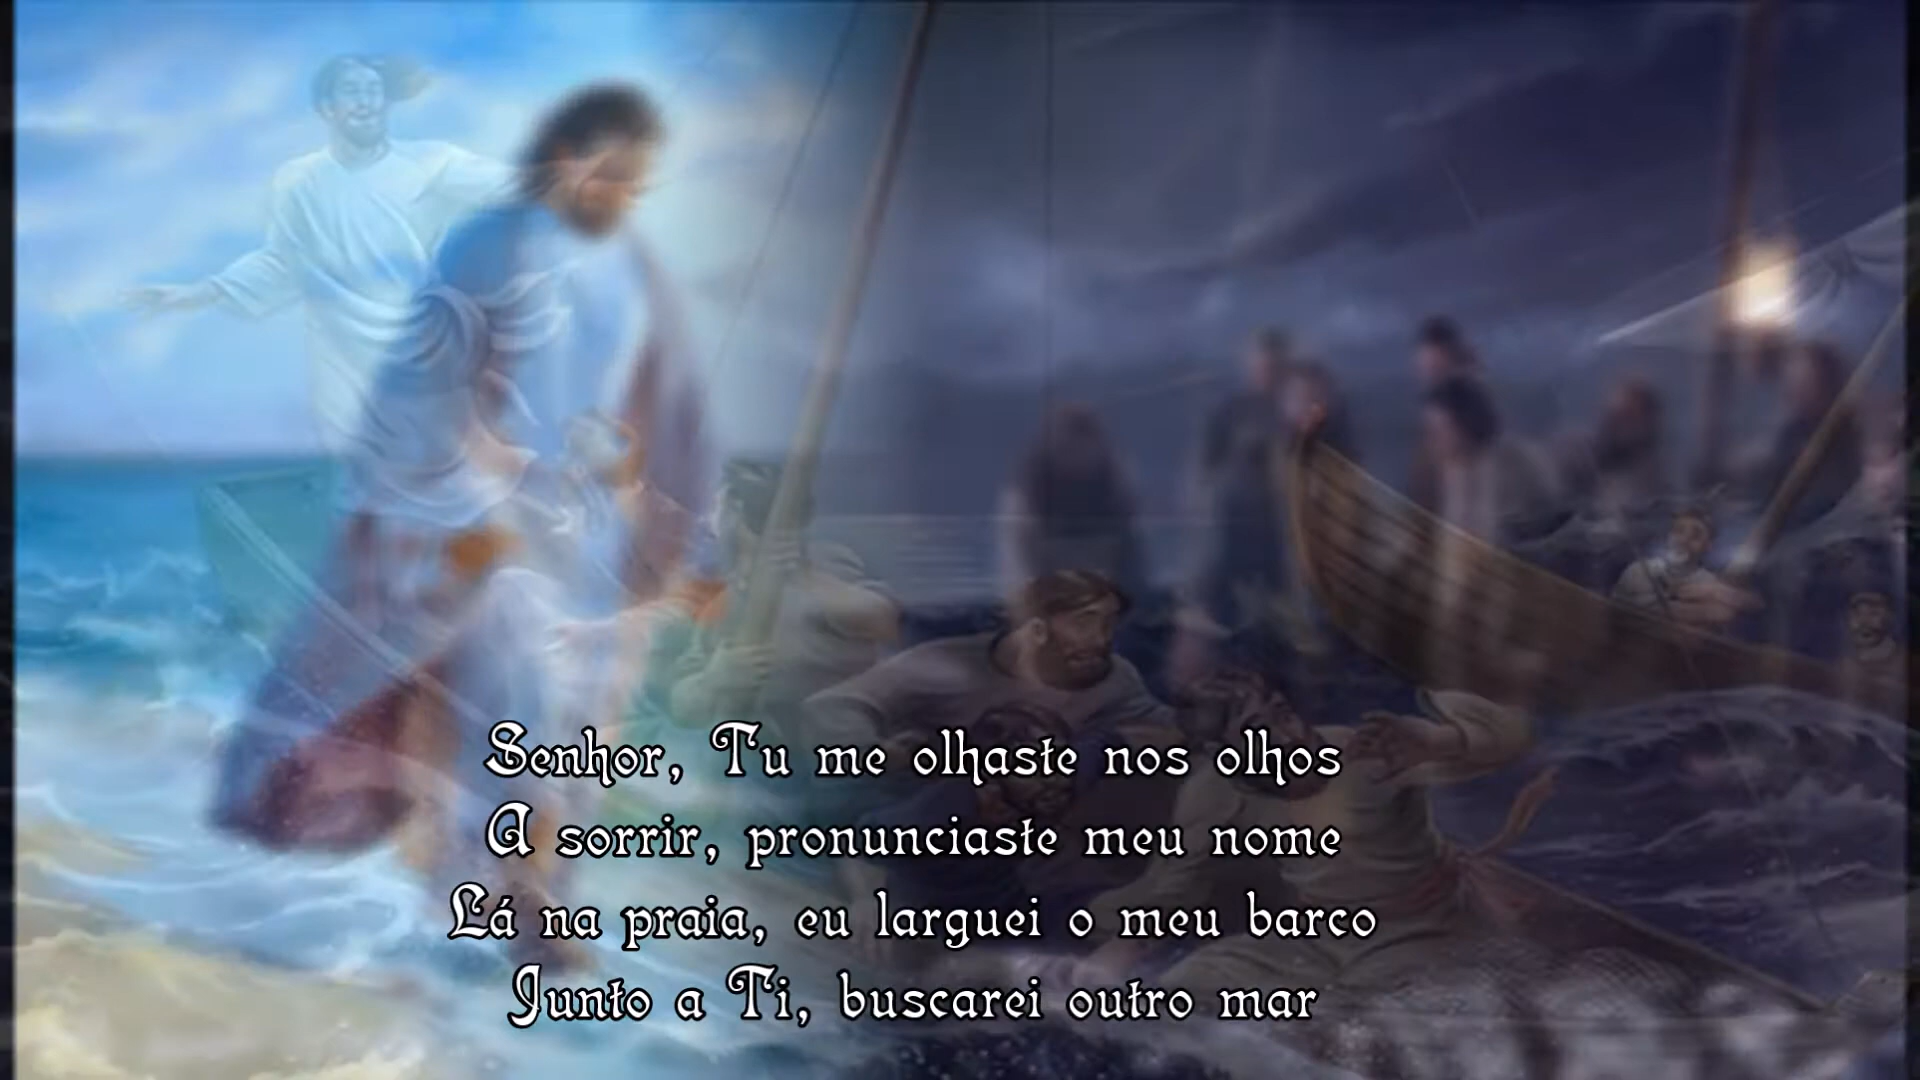 Senhor, Tu me olhaste nos olhos
A sorrir, pronunciaste meu nome
Lá na praia, eu larguei o meu barco
Junto a Ti, buscarei outro mar